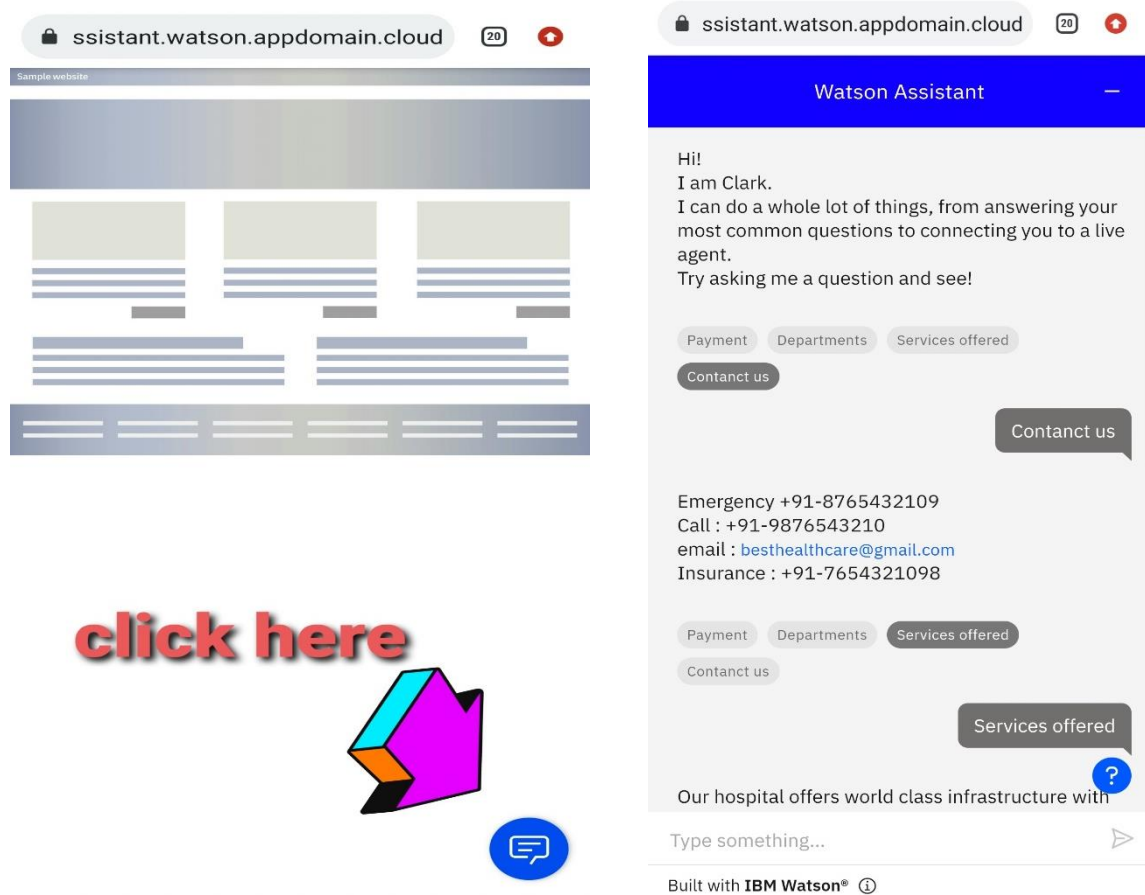 ssistant.watson.appdomain.cloud
20
Sample website
click here
ssistant.watson.appdomain.cloud
20
Watson Assistant
Hi!
I am Clark.
I can do a whole lot of things, from answering your
most common questions to connecting you to a live
agent.
Try asking me a question and see!
Payment Departments Services offered
Contanct us
Contanct us
Emergency +91-8765432109
Call : +91-9876543210
email : besthealthcare@gmail.com
Insurance : +91-7654321098
Payment Departments Services offered
Contanct us
Services offered
?
Our hospital offers world class infrastructure with
Type something...
Built with IBM Watson®